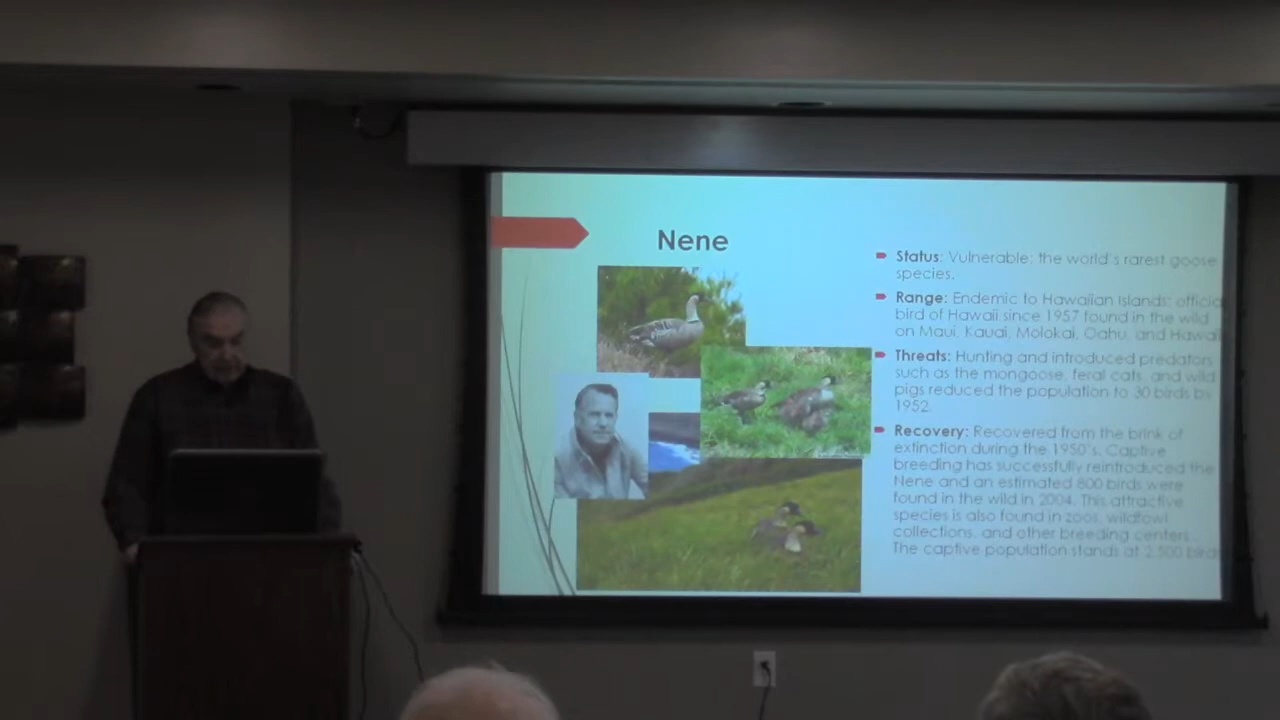 Nene
Status: Vulnerable; the world's rarest goose
species.
Range: Endemic to Hawaiian Islands; official
bird of Hawaii since 1957 found in the wild
on Maui, Kauai, Molokai, Oahu, and Hawaii
Threats: Hunting and introduced predators
such as the mongoose, feral cats, and wild
pigs reduced the population to 30 birds by
1952.
Recovery: Recovered from the brink of
extinction during the 1950's. Captive
breeding has successfully reintroduced the
Nene and an estimated 800 birds were
found in the wild in 2004. This attractive
species is also found in zoos, wildfowl
collections, and other breeding centers.
The captive population stands at 2,500 birds